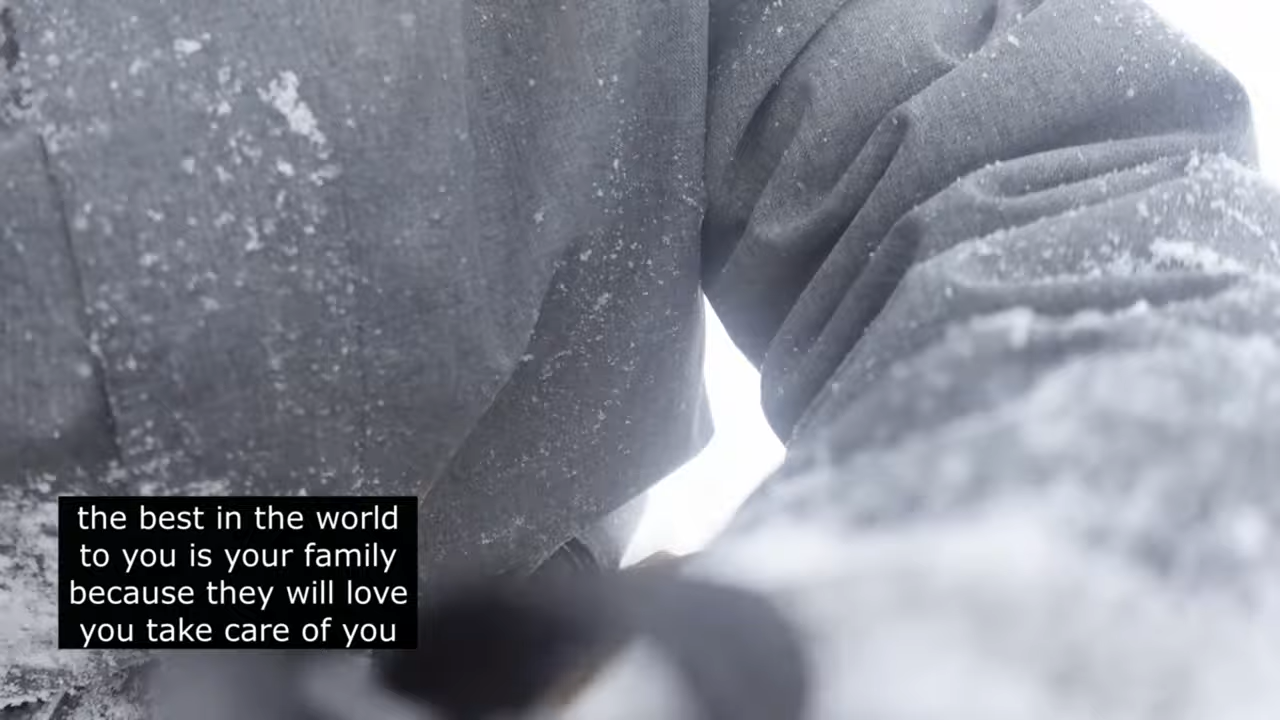 the best in the world
to you is your family
because they will love
you take care of you